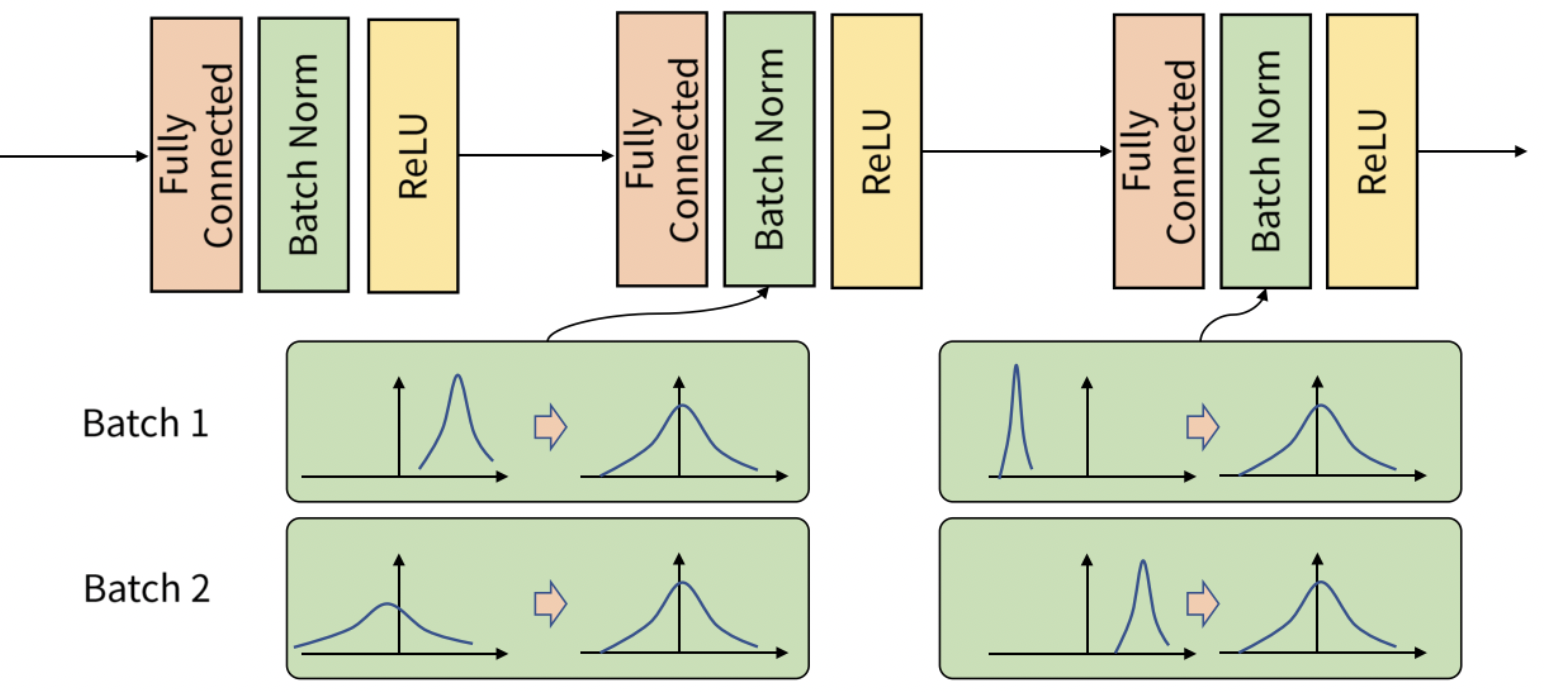 Fully
Connected
Batch Norm
ReLU
Fully
Connected
Batch Norm
ReLU
Fully
Connected
Batch Norm
ReLU
Batch 1
Batch 2